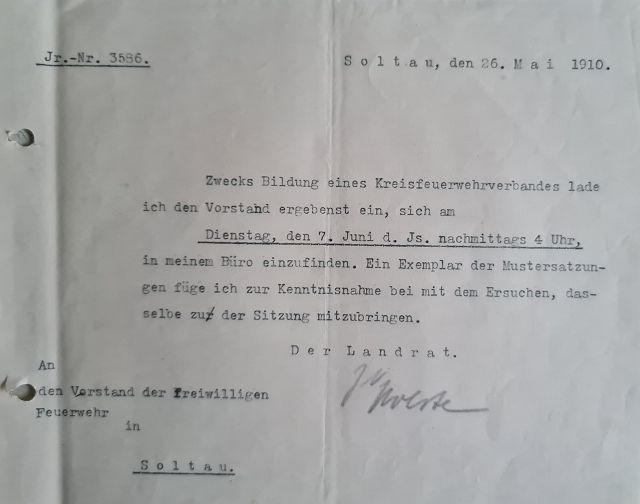 Jr.-Nr. 3586.
Soltau, den 26. Mai 1910.
Zwecks Bildung eines Kreisfeuerwehrverbandes lade
ich den Vorstand ergebenst ein, sich am
Dienstag, den 7. Juni d. Js. nachmittags 4 Uhr,
in meinem Büro einzufinden. Ein Exemplar der Mustersatzun-
gen füge ich zur Kenntnisnahme bei mit dem Ersuchen, das-
selbe zu der Sitzung mitzubringen.
Der Landrat.
An
den Vorstand der freiwilligen
Feuerwehr
in
Soltau.